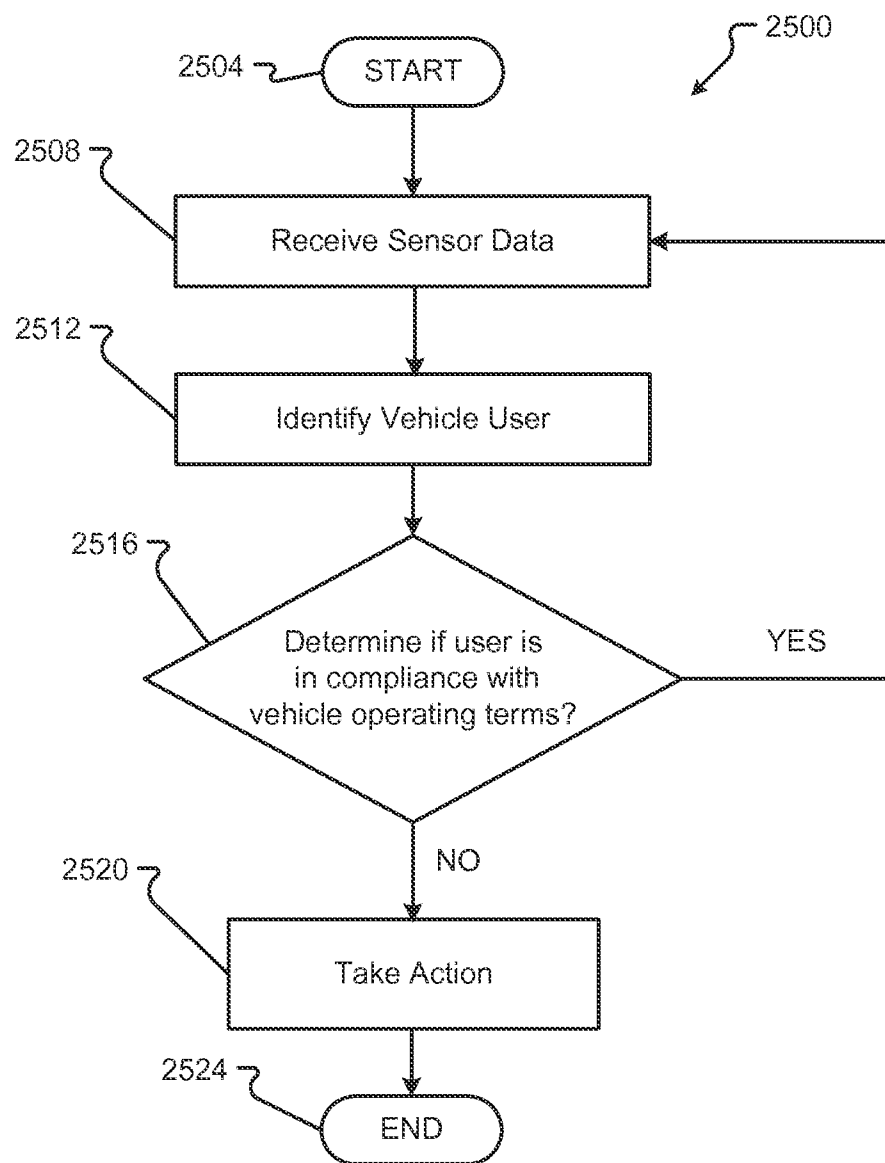 2500
2504
START
2508
Receive Sensor Data
2512
Identify Vehicle User
2516
Determine if user is
in compliance with
vehicle operating terms?
YES
NO
2520
Take Action
2524
END